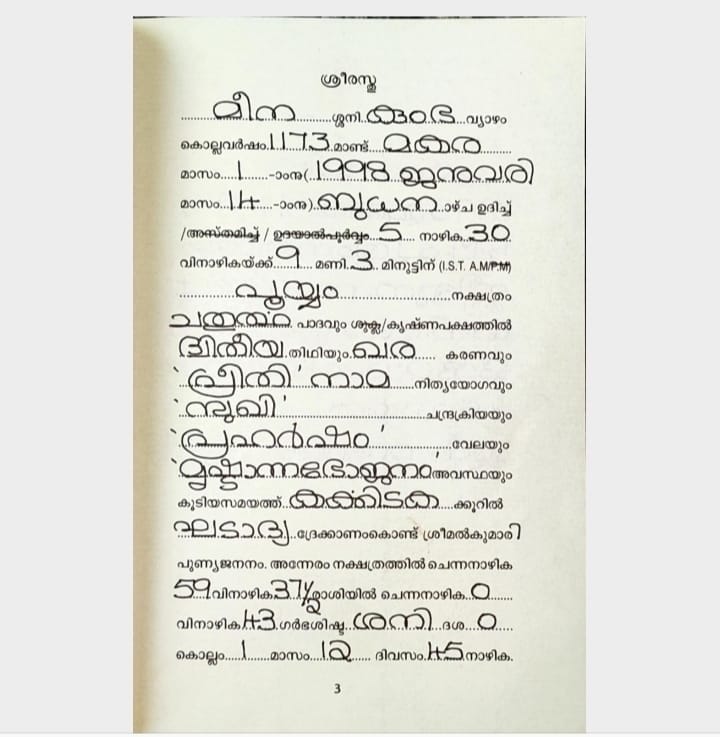 ശ്രീരസ്തു
മീന ശ്ശനി കുംഭ വ്യാഴം
കൊല്ലവർഷം 1173 മാണ്ട് മകര
മാസം 1 -ാംനു( 1998 ജനുവരി
മാസം 14 -ാംനു) ബുധന ാഴ്ച ഉദിച്ച്
/അസ്തമിച്ച് / ഉദയാൽപൂർവ്വം 5 നാഴിക 30
വിനാഴികയ്ക്ക് 9 മണി 3 മിനുട്ടിന് (I.S.T. A.M/P.M)
പൂയ്യം നക്ഷത്രം
പാദവും ശുക്ല/കൃഷ്ണപക്ഷത്തിൽ
ദ്വിതീയ തിഥിയും ഖര കരണവും
'പ്രീതി' നാമ നിത്യയോഗവും
'സുഖി' ചന്ദ്രക്രിയയും
'പ്രഹർഷം' വേലയും
'മൃഷ്ടാന്നഭോജനം' അവസ്ഥയും
കൂടിയസമയത്ത് കർക്കിടക ക്കൂറിൽ
ഘടാദ്യ ദ്രേക്കാണംകൊണ്ട് ശ്രീമൽകുമാരി
പുണ്യജനനം. അന്നേരം നക്ഷത്രത്തിൽ ചെന്നനാഴിക
59 വിനാഴിക 37½ രാശിയിൽ ചെന്നനാഴിക 0
വിനാഴിക 43 ഗർഭശിഷ്ട ശനി ദശ 0
കൊല്ലം 1 മാസം 12 ദിവസം 45 നാഴിക.
3